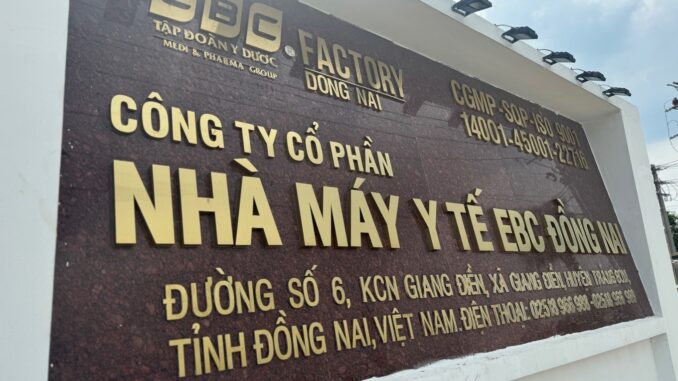 TẬP ĐOÀN Y DƯỢC
MEDI & PHARMA GROUP
FACTORY
DONG NAI
CGMP-SOP-ISO 9001
14001-45001-22716
CÔNG TY CỔ PHẦN
NHÀ MÁY Y TẾ EBC ĐỒNG NAI
ĐƯỜNG SỐ 6, KCN GIANG ĐIỀN, XÃ GIANG ĐIỀN, HUYỆN TRẢNG BOM,
TỈNH ĐỒNG NAI, VIỆT NAM. ĐIỆN THOẠI: